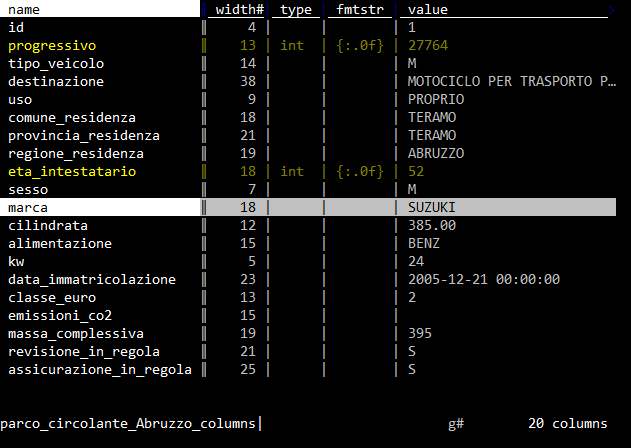 name width# type fmtstr value
id 4 1
progressivo 13 int {:.0f} 27764
tipo_veicolo 14 M
destinazione 38 MOTOCICLO PER TRASPORTO P…
uso 9 PROPRIO
comune_residenza 18 TERAMO
provincia_residenza 21 TERAMO
regione_residenza 19 ABRUZZO
eta_intestatario 18 int {:.0f} 52
sesso 7 M
marca 18 SUZUKI
cilindrata 12 385.00
alimentazione 15 BENZ
kw 5 24
data_immatricolazione 23 2005-12-21 00:00:00
classe_euro 13 2
emissioni_co2 15
massa_complessiva 19 395
revisione_in_regola 21 S
assicurazione_in_regola 25 S
parco_circolante_Abruzzo_columns| g# 20 columns